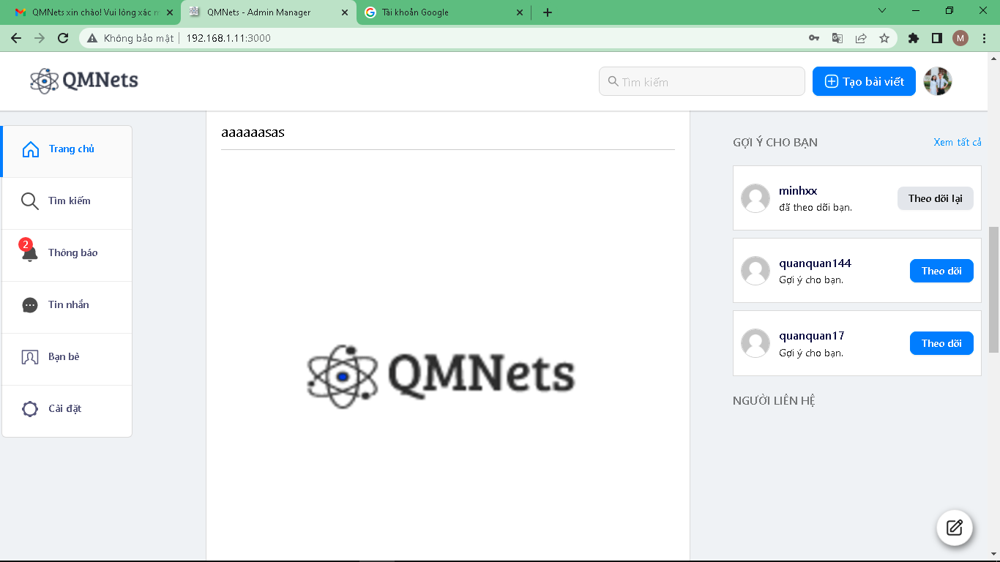 QMNets xin chào! Vui lòng xác m
QMNets - Admin Manager
Tài khoản Google
Không bảo mật
192.168.1.11:3000
M
QMNets
Tìm kiếm
Tạo bài viết
Trang chủ
Tìm kiếm
2
Thông báo
Tin nhắn
Bạn bè
Cài đặt
aaaaaasas
QMNets
GỢI Ý CHO BẠN
Xem tất cả
minhxx
đã theo dõi bạn.
Theo dõi lại
quanquan144
Gợi ý cho bạn.
Theo dõi
quanquan17
Gợi ý cho bạn.
Theo dõi
NGƯỜI LIÊN HỆ